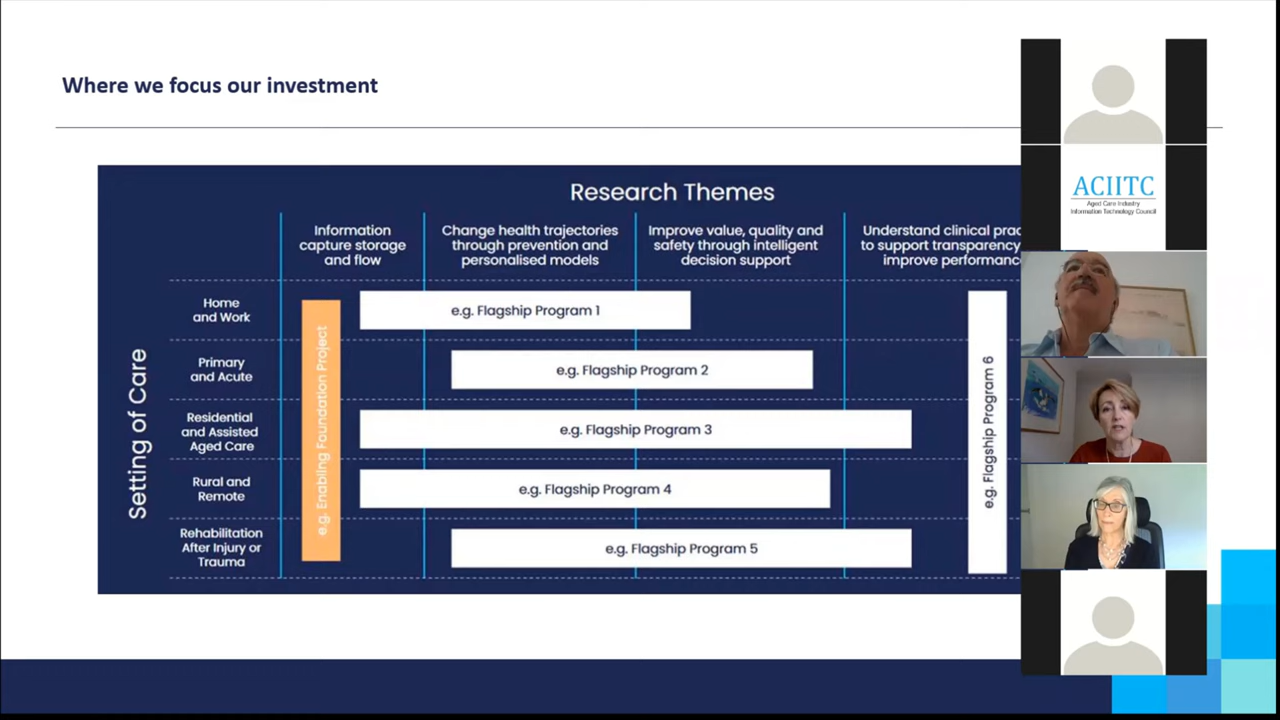 Where we focus our investment
Research Themes
Information
capture storage
and flow
Change health trajectories
through prevention and
personalised models
Improve value, quality and
safety through intelligent
decision support
Understand clinical
to support transparency
improve
Setting of Care
Home
and Work
Primary
and Acute
Residential
and Assisted
Aged Care
Rural and
Remote
Rehabilitation
After Injury or
Trauma
e.g. Enabling Foundation Project
e.g. Flagship Program 1
e.g. Flagship Program 2
e.g. Flagship Program 3
e.g. Flagship Program 4
e.g. Flagship Program 5
e.g. Flagship Program 6
ACIITC
Aged Care Industry
Information Technology Council